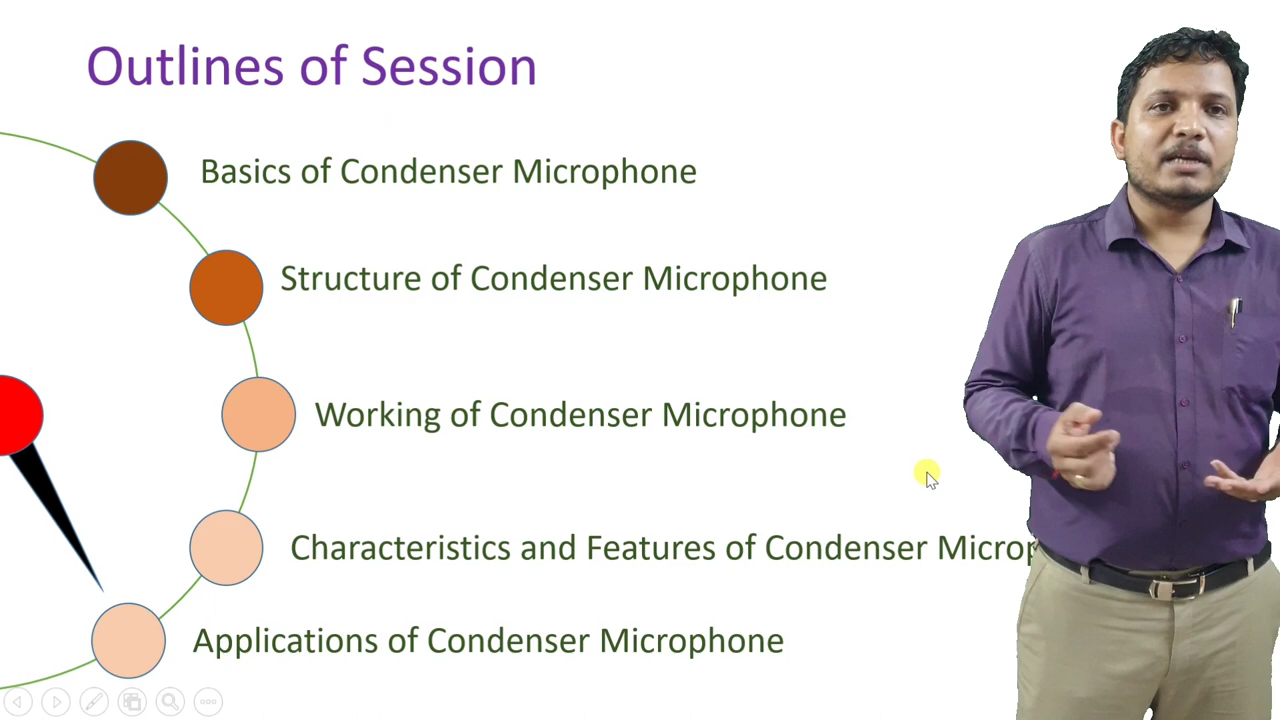 Outlines of Session
Basics of Condenser Microphone
Structure of Condenser Microphone
Working of Condenser Microphone
Characteristics and Features of Condenser
Applications of Condenser Microphone